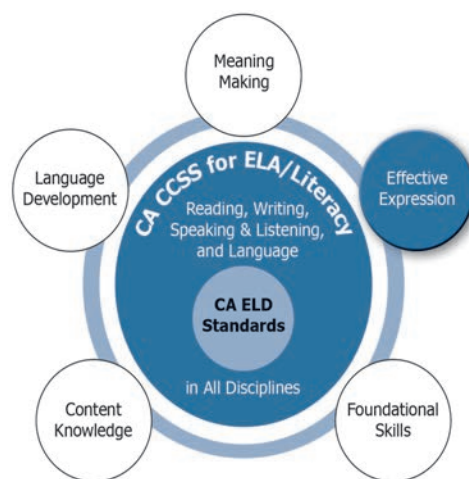 Meaning
Making
Language
Development
Effective
Expression
CA CCSS for ELA/Literacy
Reading, Writing,
Speaking & Listening,
and Language
CA ELD
Standards
in All Disciplines
Content
Knowledge
Foundational
Skills